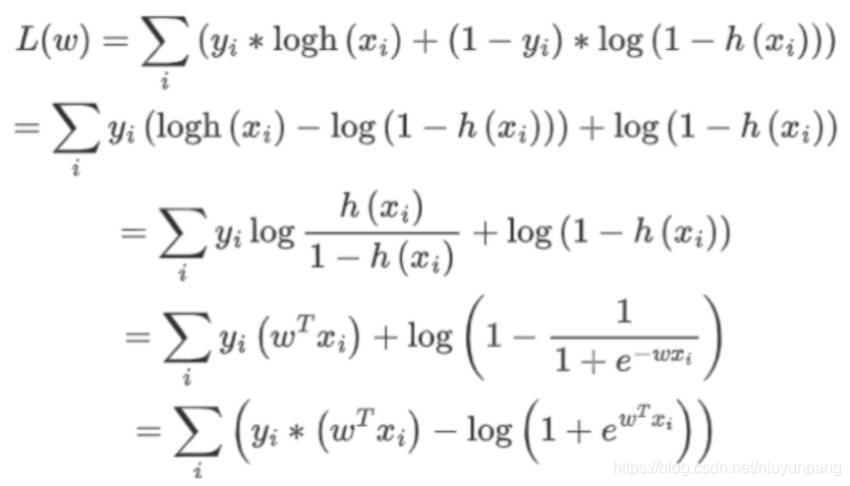 L(w) = ∑_i (y_i * logh (x_i) + (1 − y_i) * log (1 − h (x_i)))
= ∑_i y_i (logh (x_i) − log (1 − h (x_i))) + log (1 − h (x_i))
= ∑_i y_i log \frac{h (x_i)}{1 − h (x_i)} + log (1 − h (x_i))
= ∑_i y_i (w^T x_i) + log (1 − \frac{1}{1 + e^{−wx_i}})
= ∑_i (y_i * (w^T x_i) − log (1 + e^{w^T x_i}))
https://blog.csdn.net/niuyunpang